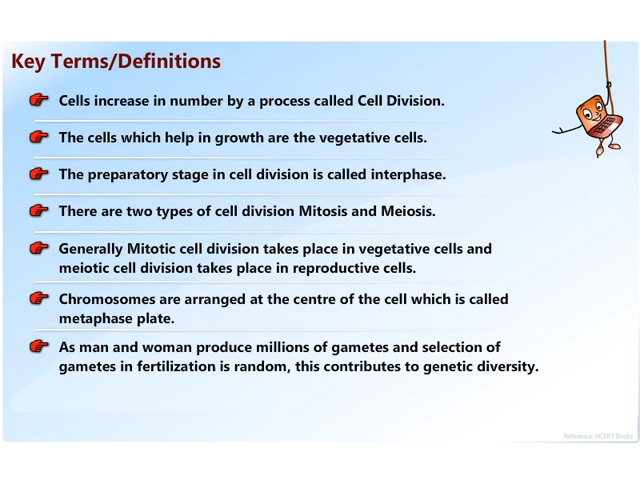 Key Terms/Definitions
Cells increase in number by a process called Cell Division.
The cells which help in growth are the vegetative cells.
The preparatory stage in cell division is called interphase.
There are two types of cell division Mitosis and Meiosis.
Generally Mitotic cell division takes place in vegetative cells and
meiotic cell division takes place in reproductive cells.
Chromosomes are arranged at the centre of the cell which is called
metaphase plate.
As man and woman produce millions of gametes and selection of
gametes in fertilization is random, this contributes to genetic diversity.
Reference: NCERT Books